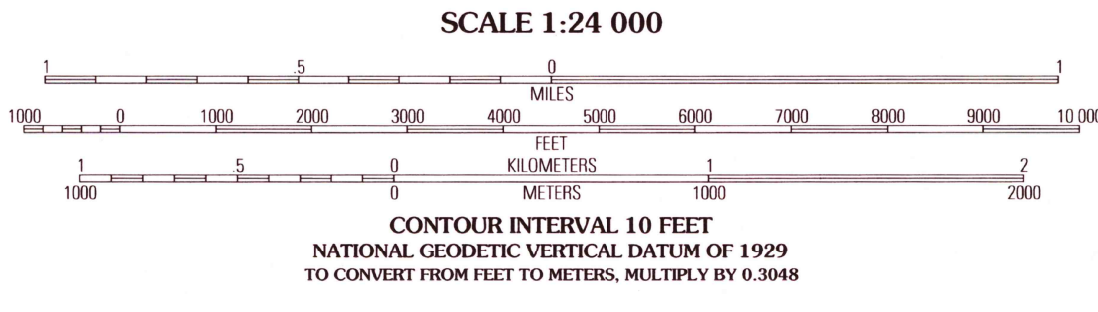 SCALE 1:24 000
1 .5 0 1
MILES
1000 0 1000 2000 3000 4000 5000 6000 7000 8000 9000 10 000
FEET
1 .5 0 KILOMETERS 1 2
1000 0 METERS 1000 2000
CONTOUR INTERVAL 10 FEET
NATIONAL GEODETIC VERTICAL DATUM OF 1929
TO CONVERT FROM FEET TO METERS, MULTIPLY BY 0.3048